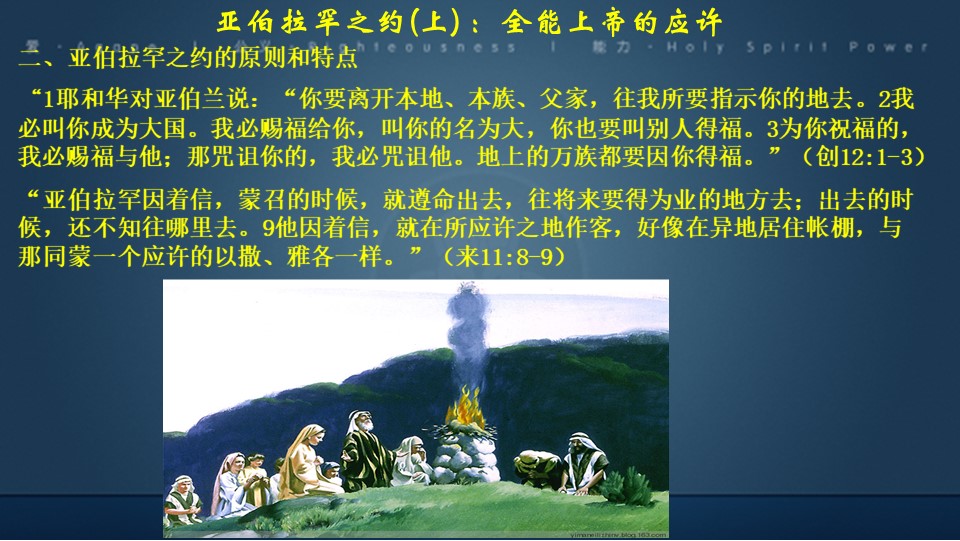 亚伯拉罕之约(上)：全能上帝的应许
Righteousness | 能力·Holy Spirit Power
二、亚伯拉罕之约的原则和特点
“1耶和华对亚伯兰说：“你要离开本地、本族、父家，往我所要指示你的地去。2我
必叫你成为大国。我必赐福给你，叫你的名为大，你也要叫别人得福。3为你祝福的，
我必赐福与他；那咒诅你的，我必咒诅他。地上的万族都要因你得福。”（创12:1-3）
“亚伯拉罕因着信，蒙召的时候，就遵命出去，往将来要得为业的地方去；出去的时
候，还不知往哪里去。9他因着信，就在所应许之地作客，好像在异地居住帐棚，与
那同蒙一个应许的以撒、雅各一样。”（来11:8-9）